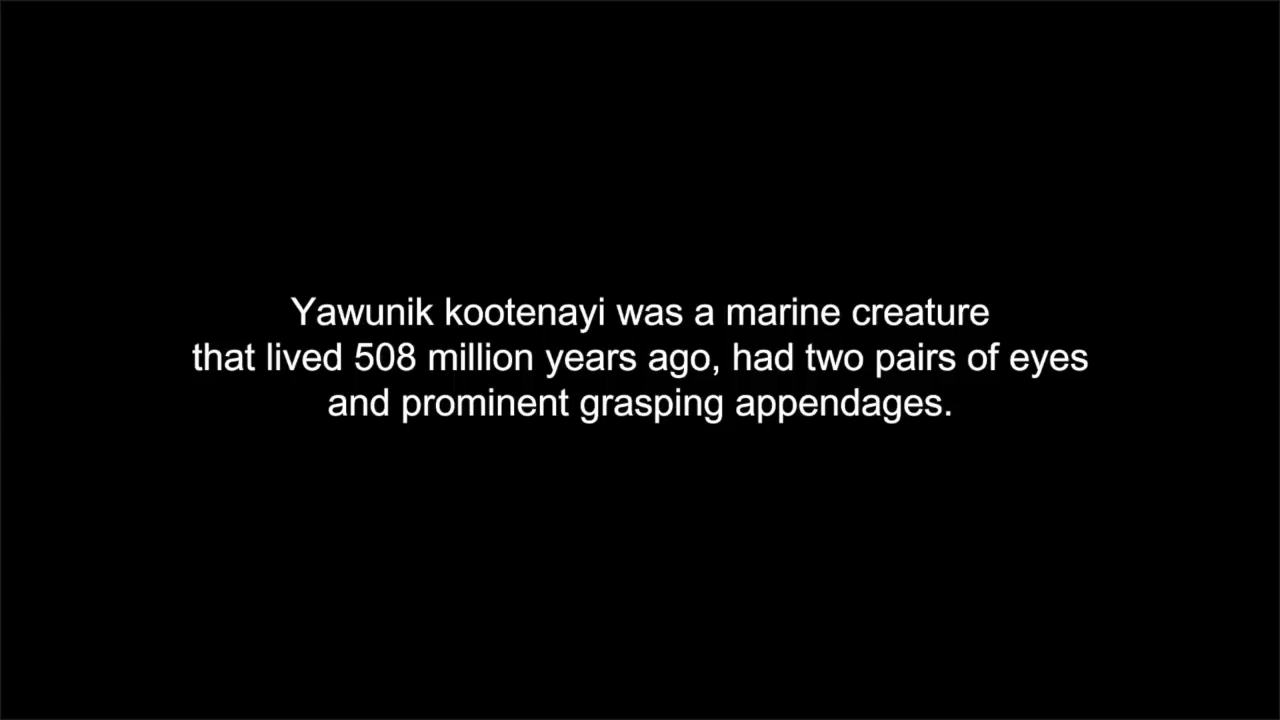 Yawunik kootenayi was a marine creature
that lived 508 million years ago, had two pairs of eyes
and prominent grasping appendages.